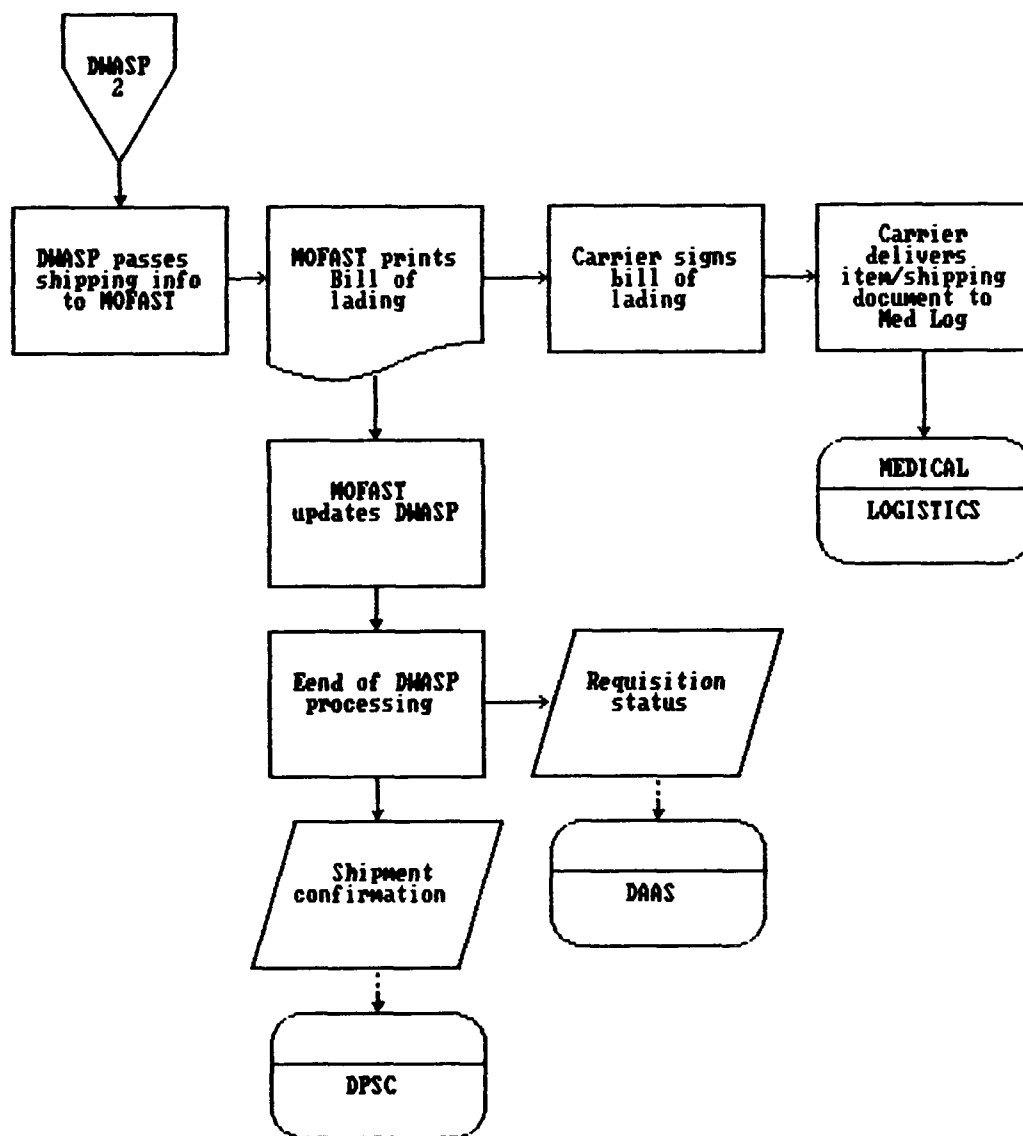 DWASP
2
DWASP passes
shipping info
to MOFAST
MOFAST prints
Bill of
lading
Carrier signs
bill of
lading
Carrier
delivers
item/shipping
document to
Med Log
MOFAST
updates DWASP
MEDICAL
LOGISTICS
Eend of DWASP
processing
Requisition
status
Shipment
confirmation
DAAS
DPSC